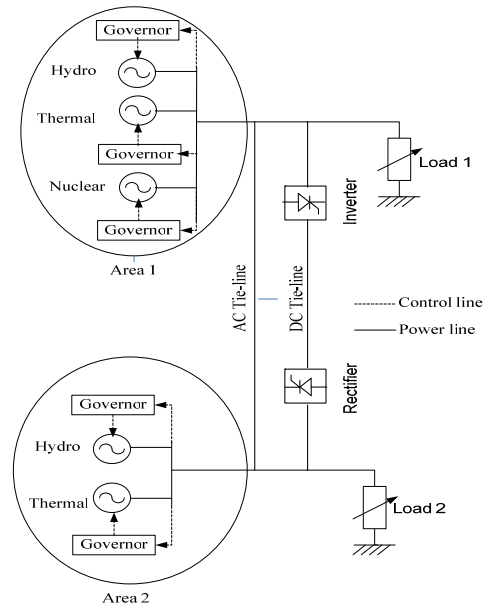 Governor
Hydro
Thermal
Governor
Nuclear
Governor
Area 1
Load 1
Inverter
AC Tie-line
DC Tie-line
Control line
Power line
Rectifier
Governor
Hydro
Thermal
Governor
Area 2
Load 2